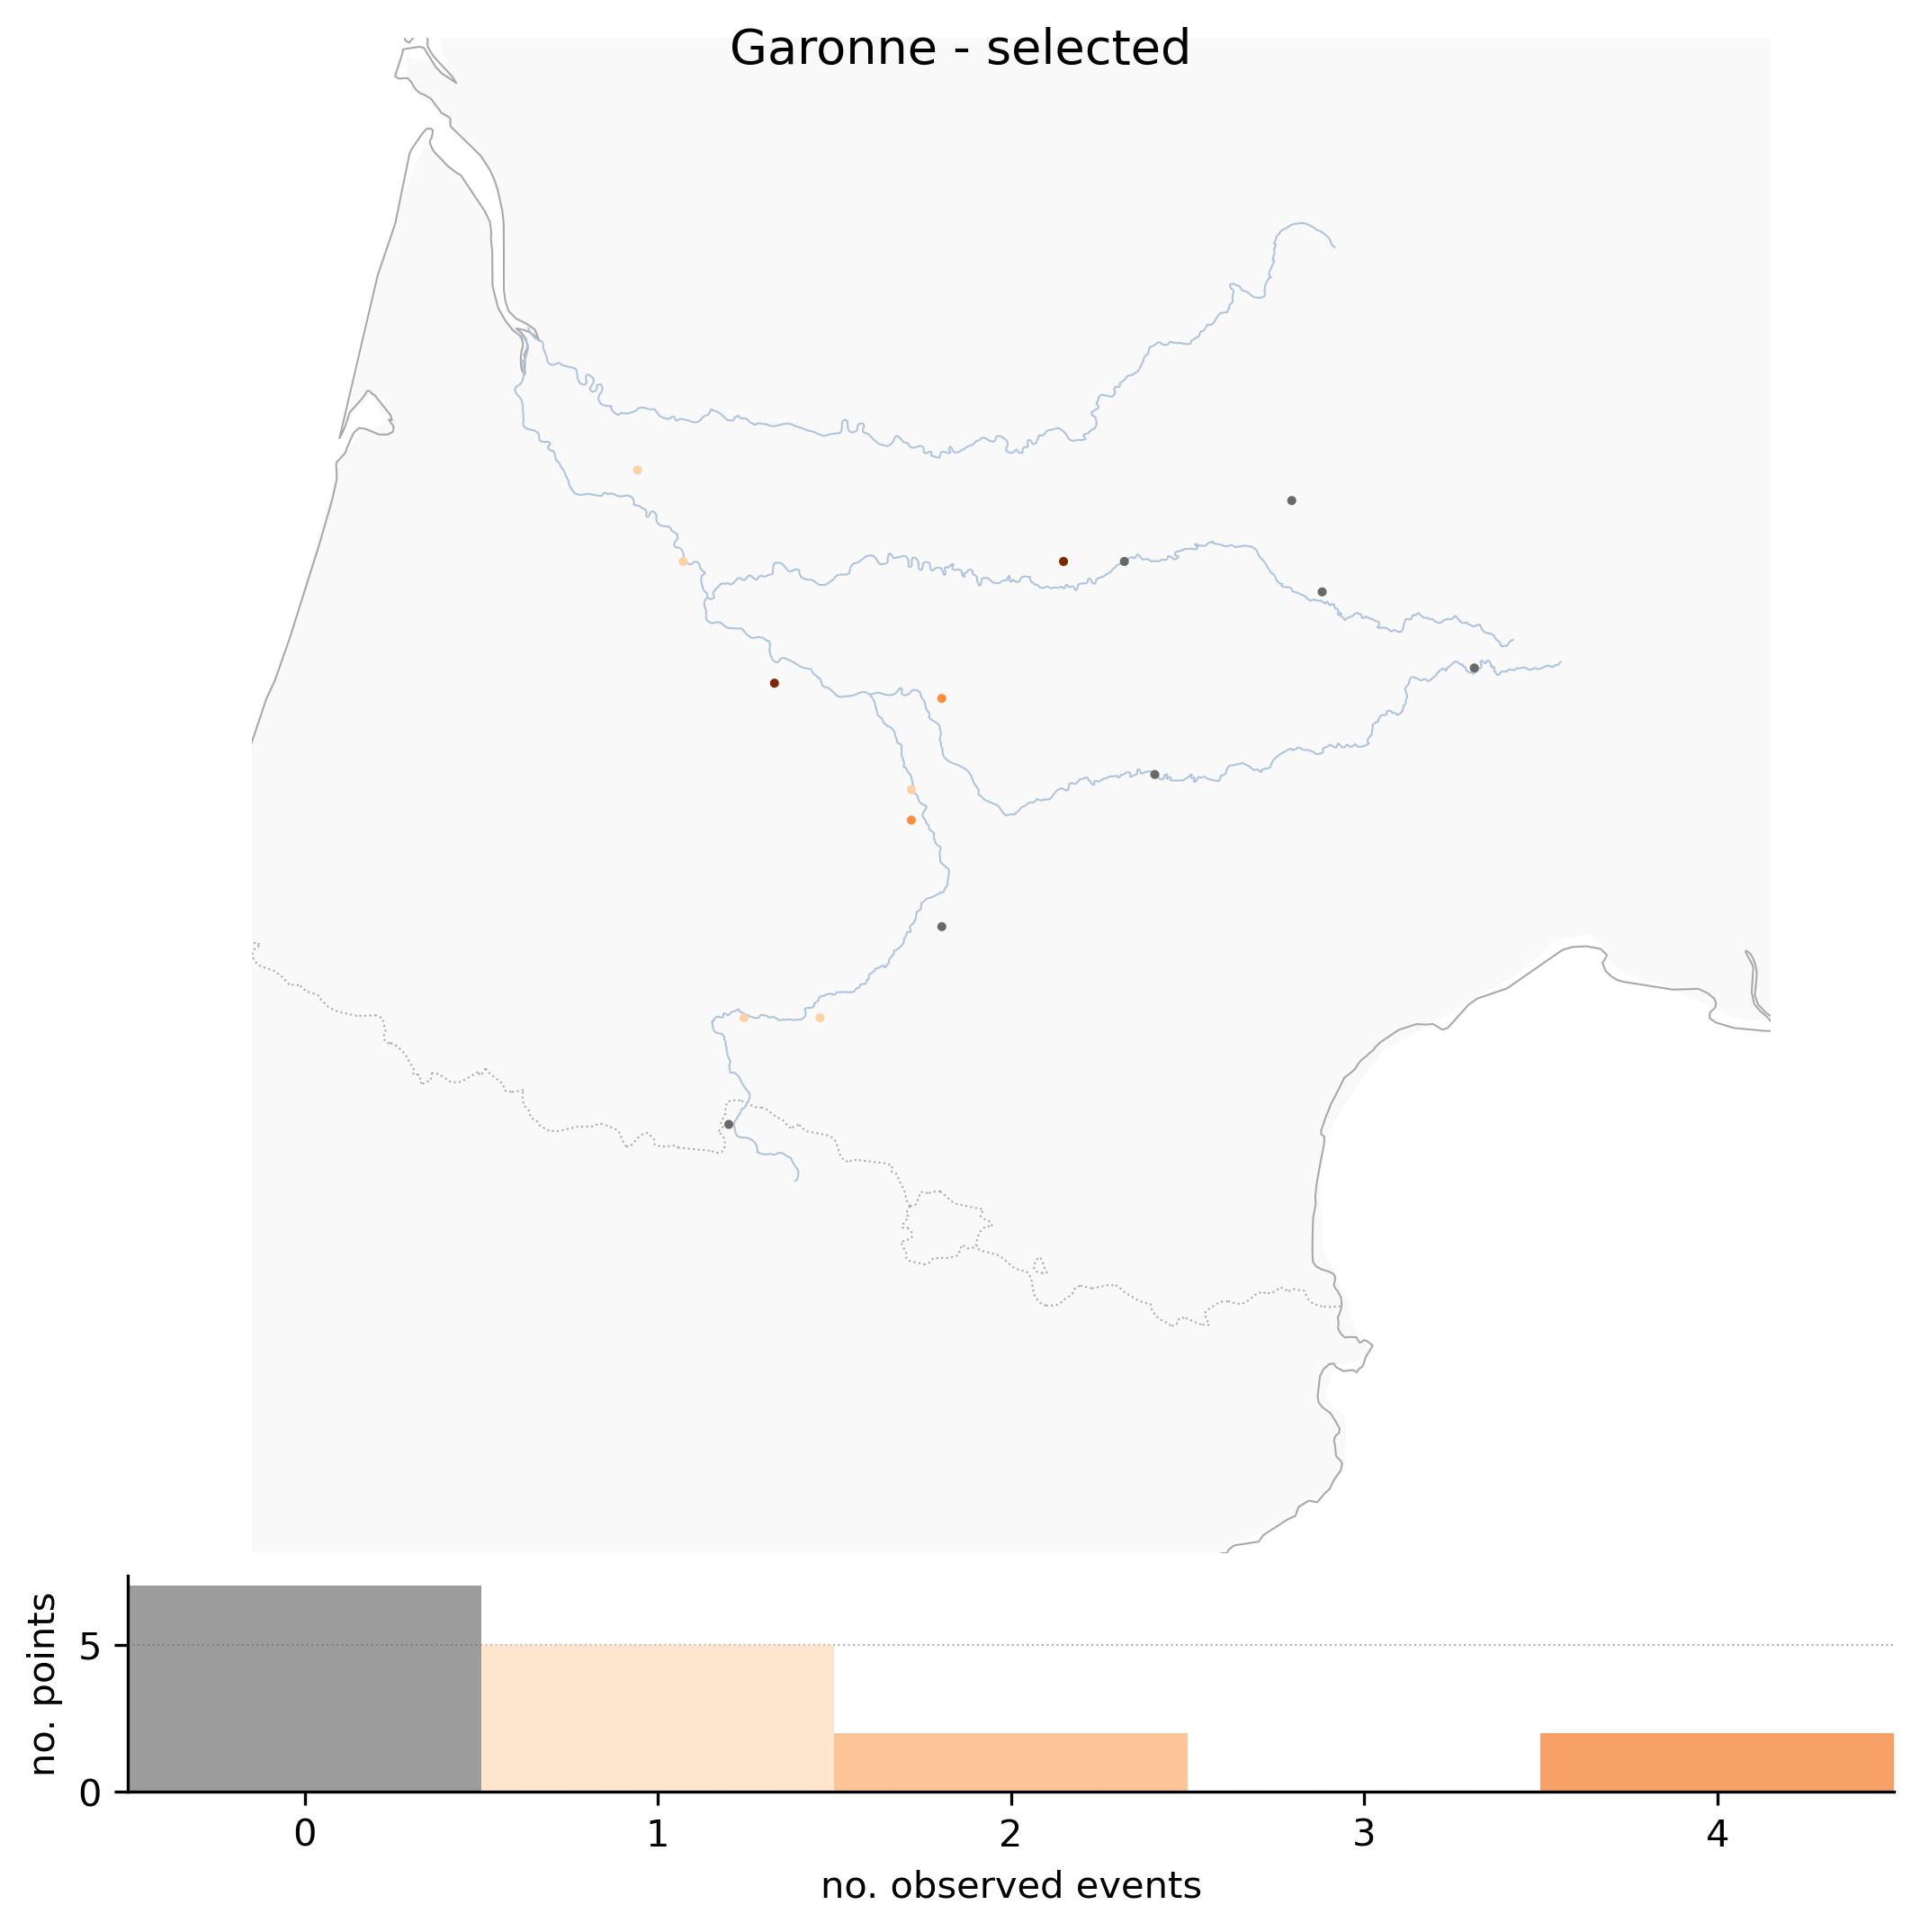 Garonne - selected
no. points
5
0
0 1 2 3 4
no. observed events